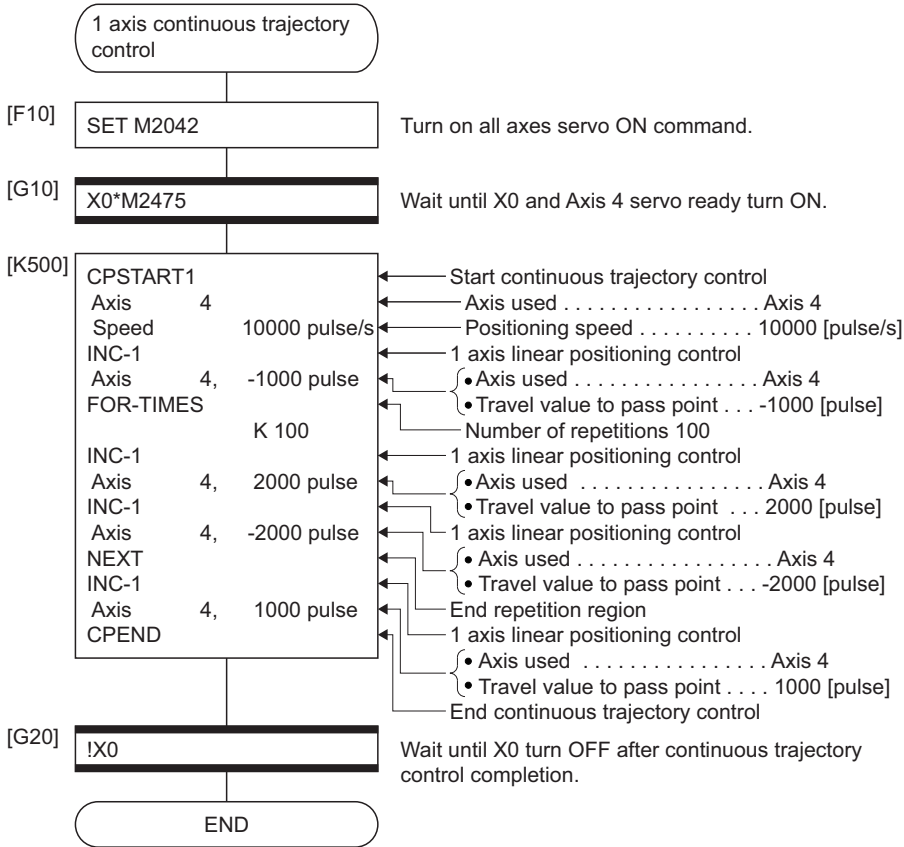 1 axis continuous trajectory
control
[F10]
SET M2042
Turn on all axes servo ON command.
[G10]
X0*M2475
Wait until X0 and Axis 4 servo ready turn ON.
[K500]
CPSTART1
Axis 4
Speed 10000 pulse/s
INC-1
Axis 4, -1000 pulse
FOR-TIMES
K 100
INC-1
Axis 4, 2000 pulse
INC-1
Axis 4, -2000 pulse
NEXT
INC-1
Axis 4, 1000 pulse
CPEND
Start continuous trajectory control
Axis used . . . . . . . . . . . . . . . . . Axis 4
Positioning speed . . . . . . . . . . 10000 [pulse/s]
1 axis linear positioning control
• Axis used . . . . . . . . . . . . . . . . Axis 4
• Travel value to pass point . . . -1000 [pulse]
Number of repetitions 100
1 axis linear positioning control
• Axis used . . . . . . . . . . . . . . . . Axis 4
• Travel value to pass point . . . 2000 [pulse]
1 axis linear positioning control
• Axis used . . . . . . . . . . . . . . . . . Axis 4
• Travel value to pass point . . . -2000 [pulse]
End repetition region
1 axis linear positioning control
• Axis used . . . . . . . . . . . . . . . . Axis 4
• Travel value to pass point . . . . 1000 [pulse]
End continuous trajectory control
[G20]
!X0
Wait until X0 turn OFF after continuous trajectory
control completion.
END